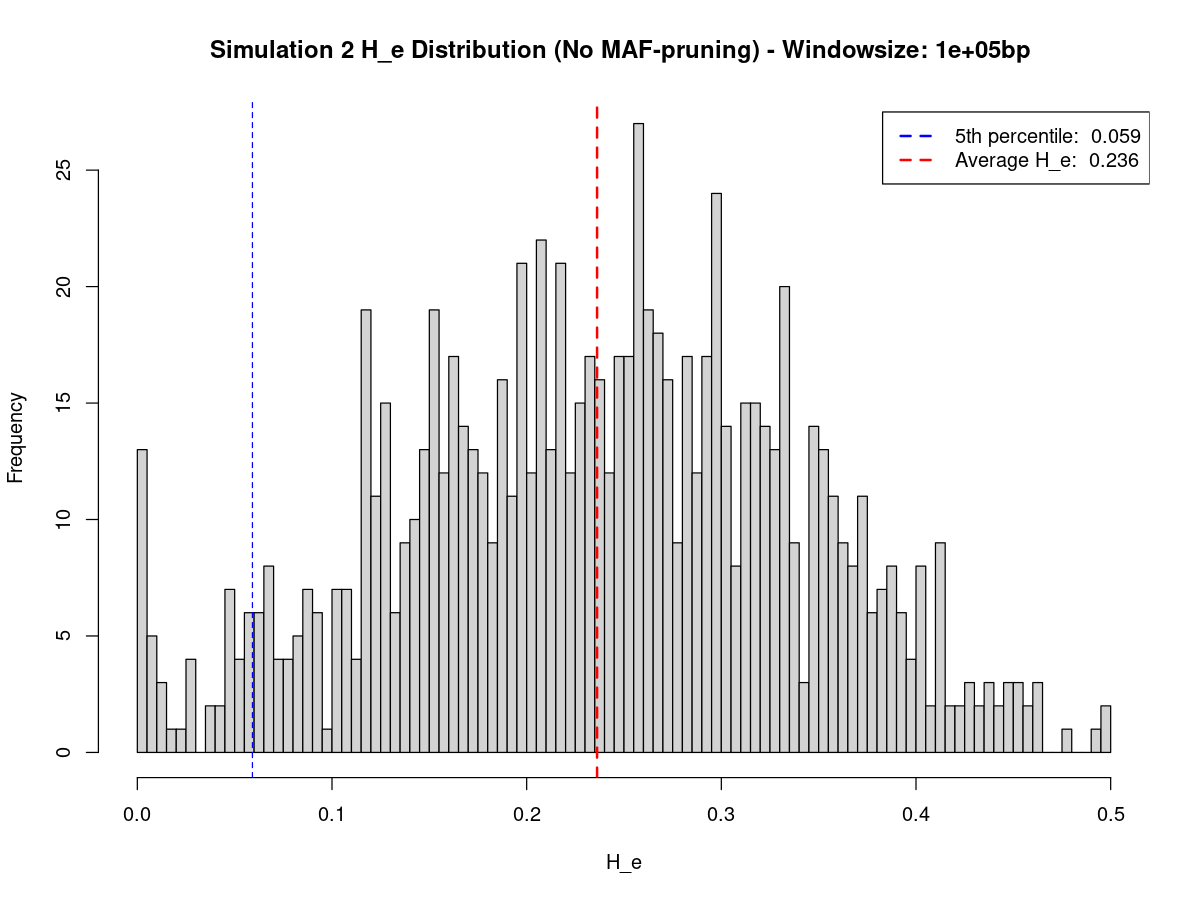 Simulation 2 H_e Distribution (No MAF-pruning) - Windowsize: 1e+05bp
5th percentile: 0.059
Average H_e: 0.236
Frequency
25
20
15
10
5
0
0.0 0.1 0.2 0.3 0.4 0.5
H_e